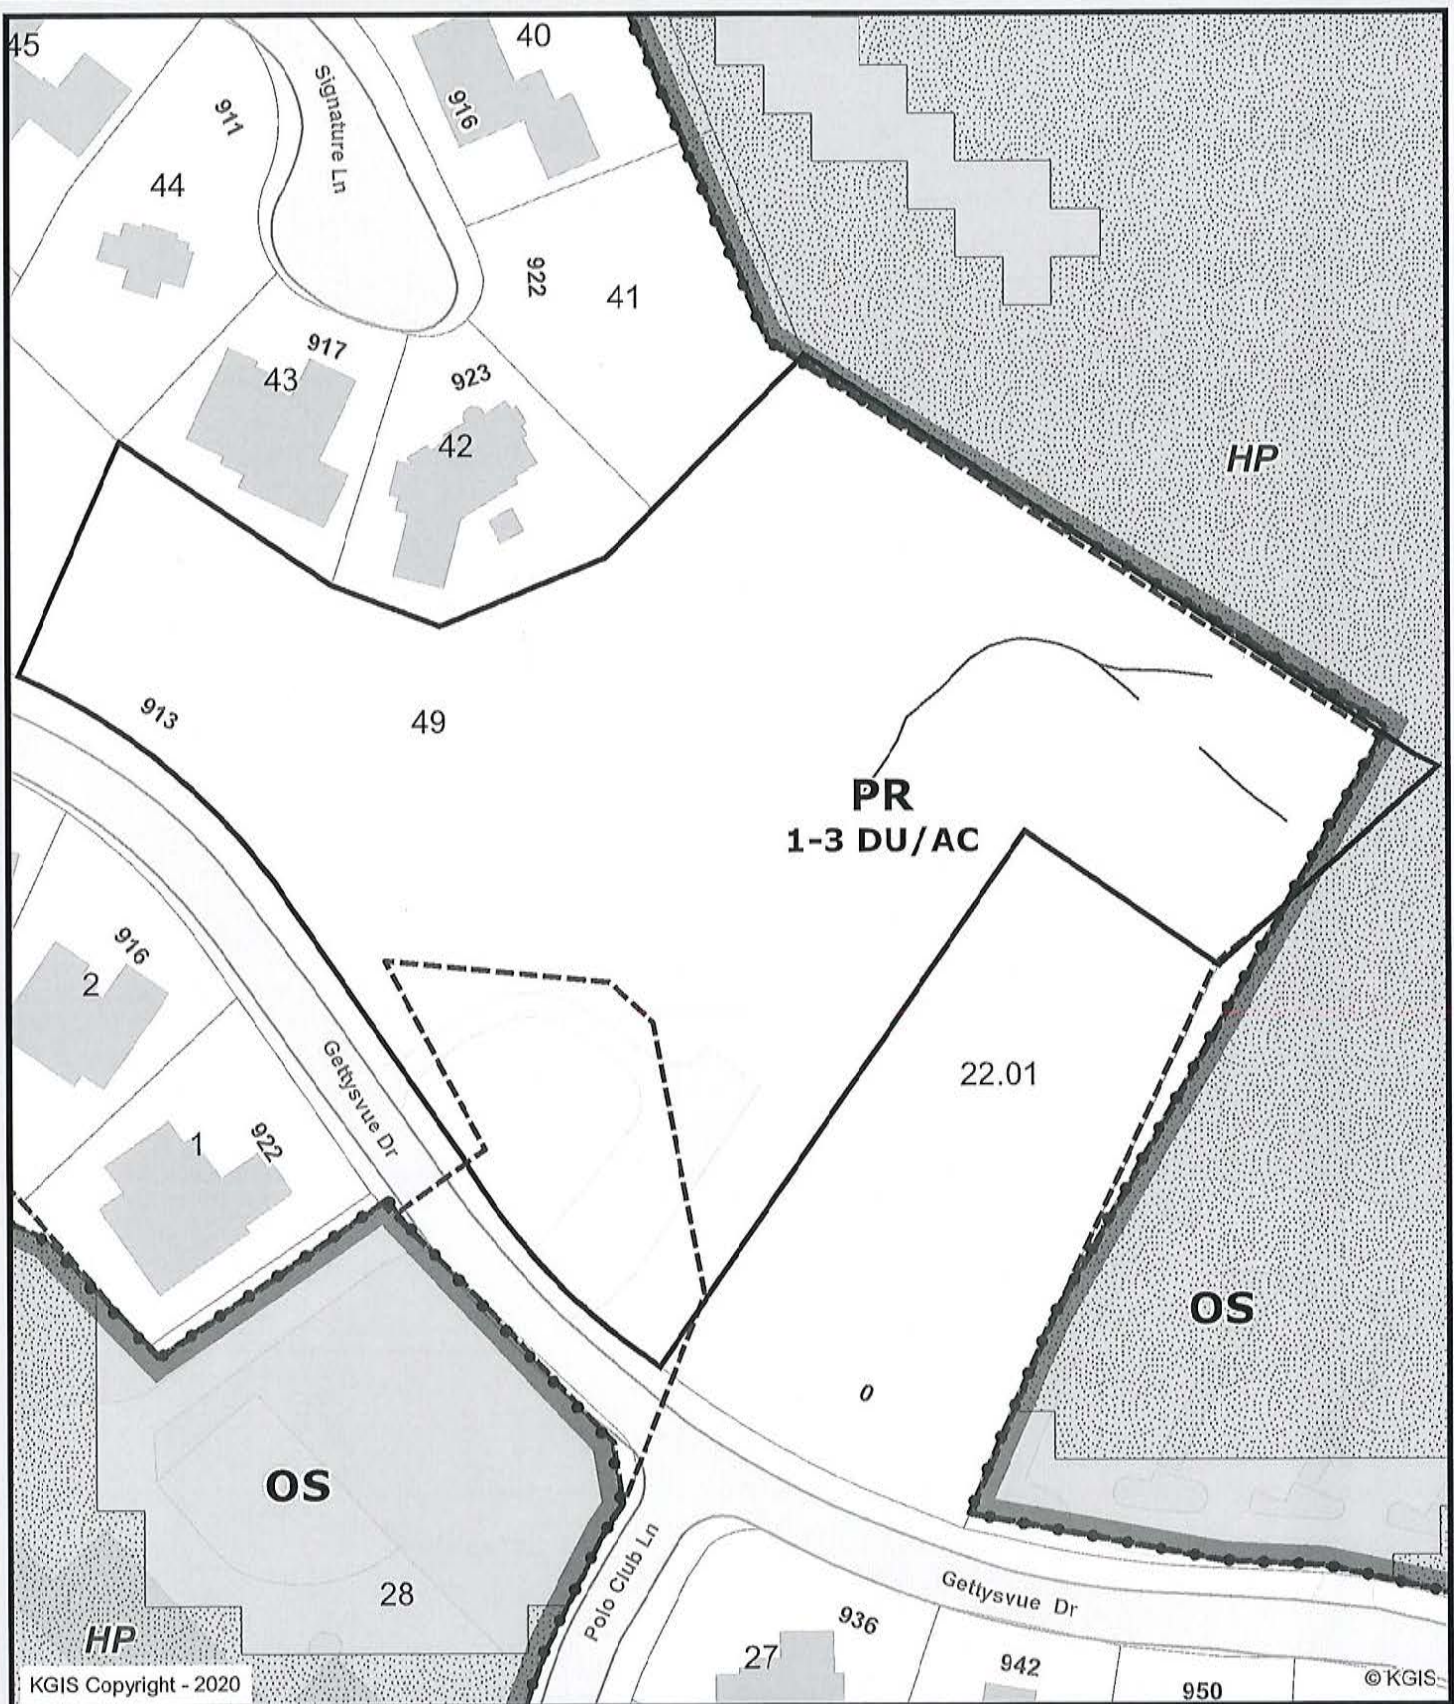 45
40
911
Signature Ln
916
44
922
41
917
43
923
42
HP
913
49
PR
1-3 DU/AC
916
2
Gettysvue Dr
22.01
1
922
OS
0
OS
Polo Club Ln
Gettysvue Dr
28
936
HP
27
942
KGIS Copyright - 2020
© KGIS
950